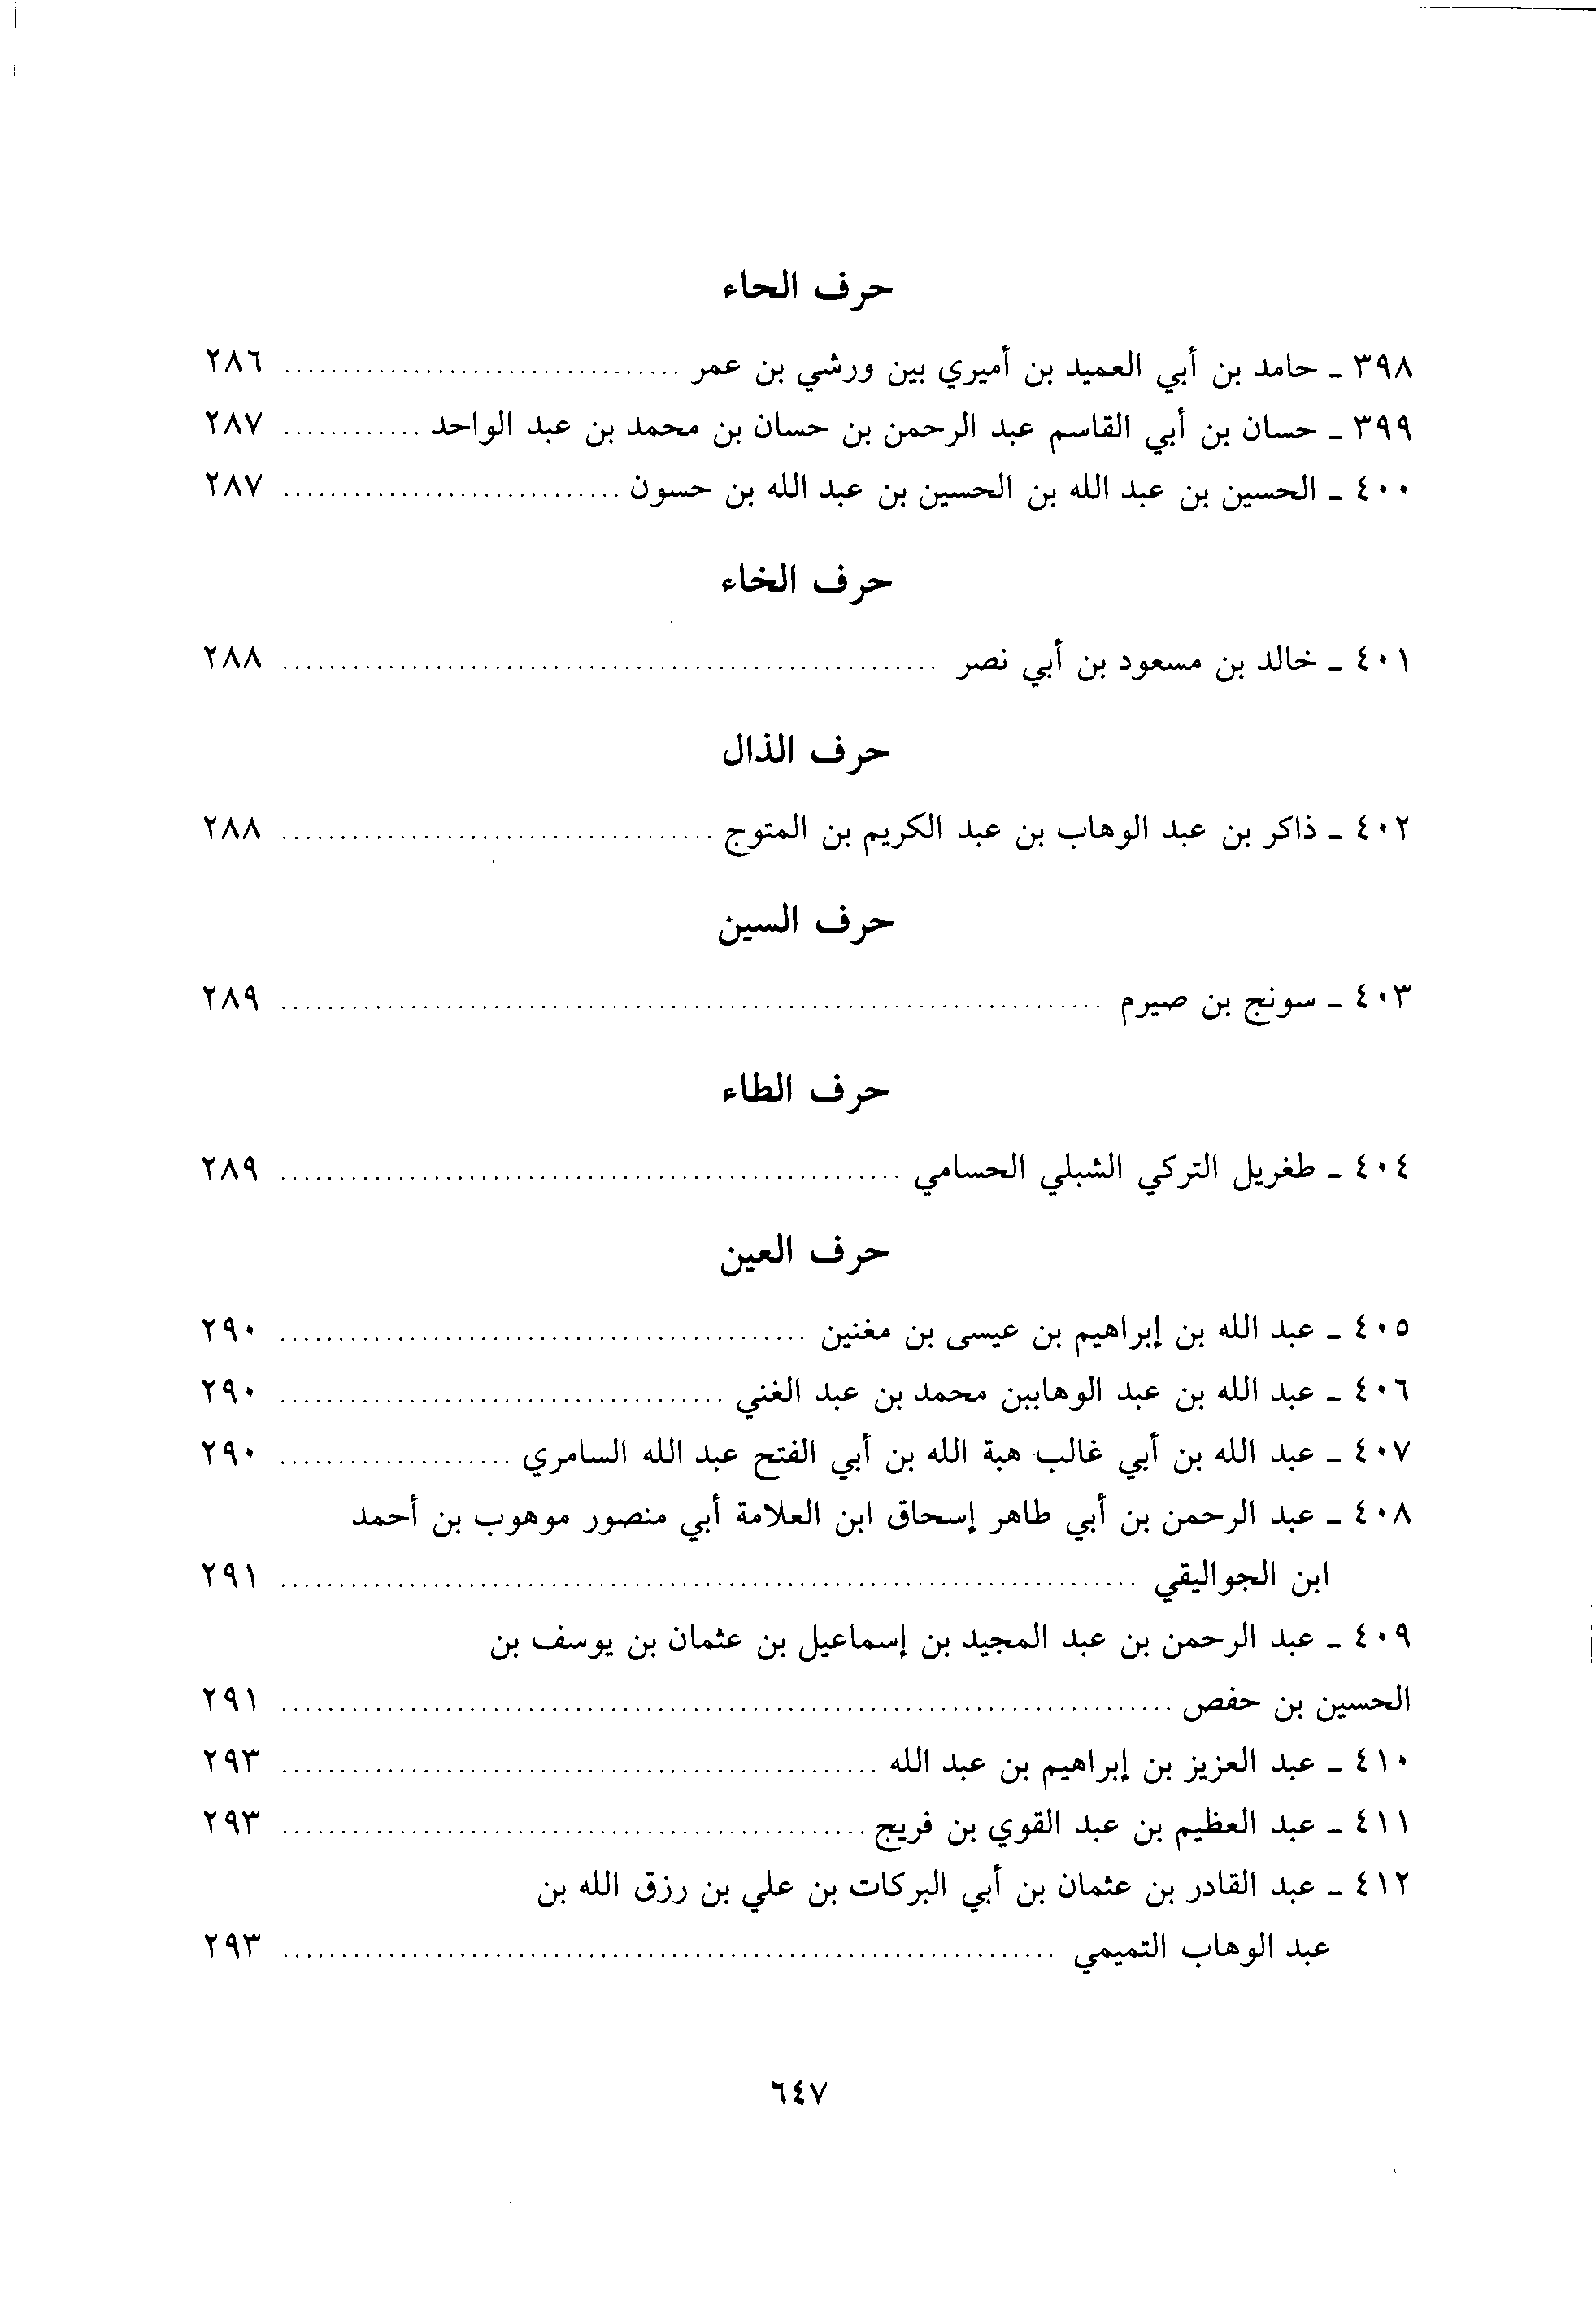 حرف الحاء
٣٩٨ - حامد بن أبي العميد بن أميري بين ورشي بن عمر ................ ٢٨٦
٣٩٩ - حسان بن أبي القاسم عبد الرحمن بن حسان بن محمد بن عبد الواحد ............ ٢٨٧
٤٠٠ - الحسين بن عبد الله بن الحسين بن عبد الله بن حسون ................ ٢٨٧
حرف الخاء
٤٠١ - خالد بن مسعود بن أبي نصر ................ ٢٨٨
حرف الذال
٤٠٢ - ذاكر بن عبد الوهاب بن عبد الكريم بن المتوج ................ ٢٨٨
حرف السين
٤٠٣ - سونج بن صيرم ................ ٢٨٩
حرف الطاء
٤٠٤ - طغريل التركي الشبلي الحسامي ................ ٢٨٩
حرف العين
٤٠٥ - عبد الله بن إبراهيم بن عيسى بن مغنين ................ ٢٩٠
٤٠٦ - عبد الله بن عبد الوهاببن محمد بن عبد الغني ................ ٢٩٠
٤٠٧ - عبد الله بن أبي غالب هبة الله بن أبي الفتح عبد الله السامري ................ ٢٩٠
٤٠٨ - عبد الرحمن بن أبي طاهر إسحاق ابن العلامة أبي منصور موهوب بن أحمد
ابن الجواليقي ................ ٢٩١
٤٠٩ - عبد الرحمن بن عبد المجيد بن إسماعيل بن عثمان بن يوسف بن
الحسين بن حفص ................ ٢٩١
٤١٠ - عبد العزيز بن إبراهيم بن عبد الله ................ ٢٩٣
٤١١ - عبد العظيم بن عبد القوي بن فريج ................ ٢٩٣
٤١٢ - عبد القادر بن عثمان بن أبي البركات بن علي بن رزق الله بن
عبد الوهاب التميمي ................ ٢٩٣
٦٤٧